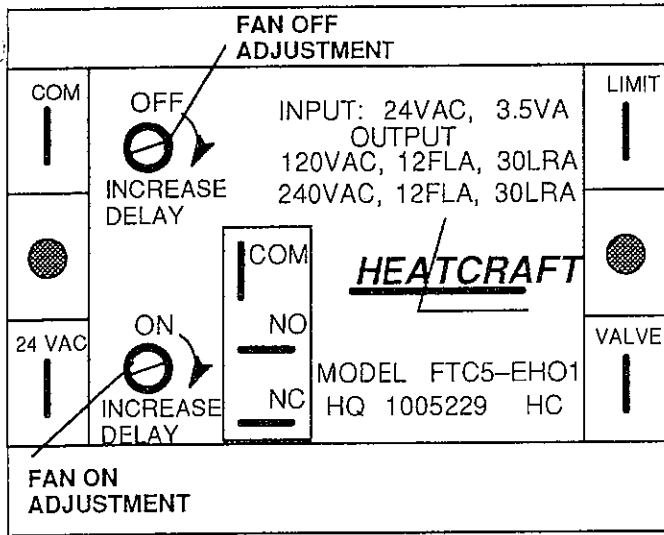 FAN OFF
ADJUSTMENT
COM
OFF
INCREASE
DELAY
INPUT: 24VAC, 3.5VA
OUTPUT
120VAC, 12FLA, 30LRA
240VAC, 12FLA, 30LRA
LIMIT
COM
NO
NC
HEATCRAFT
24 VAC
ON
INCREASE
DELAY
MODEL FTC5-EHO1
HQ 1005229 HC
VALVE
FAN ON
ADJUSTMENT